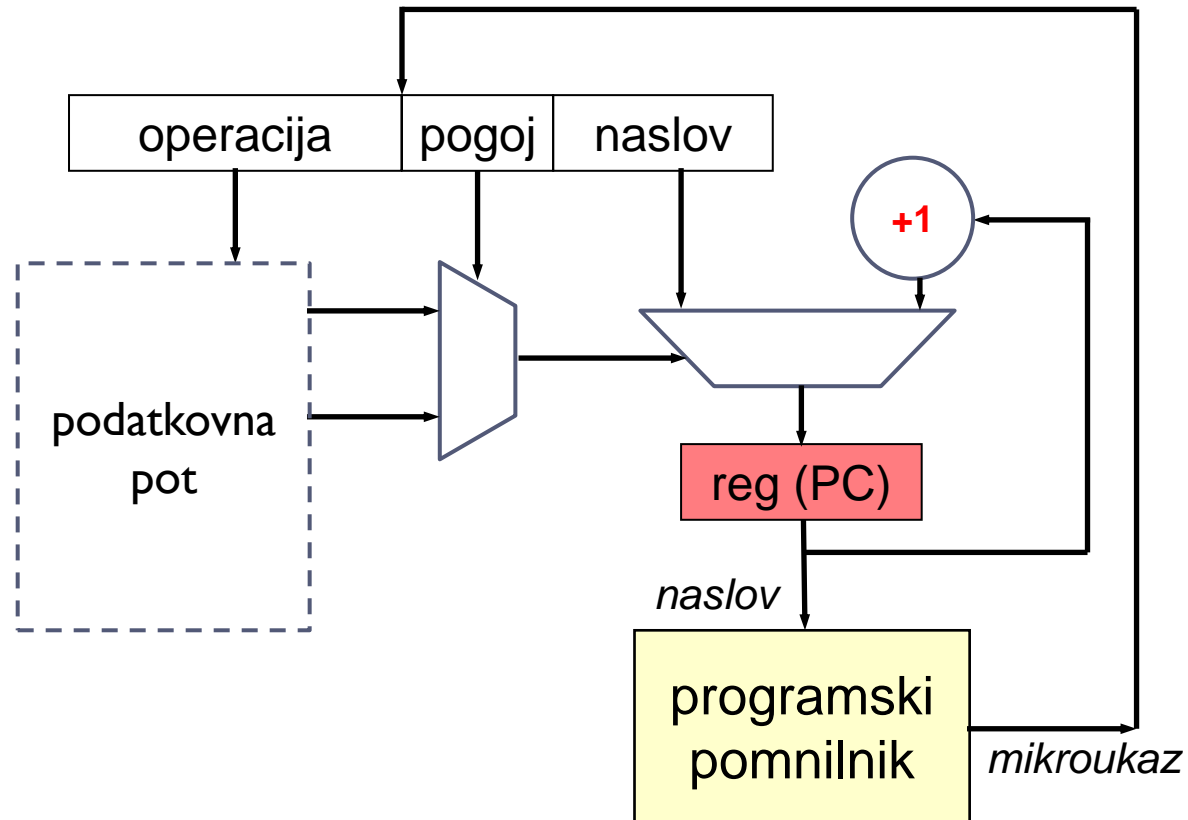 operacija
pogoj
naslov
+1
podatkovna
pot
reg (PC)
naslov
programski
pomnilnik
mikroukaz